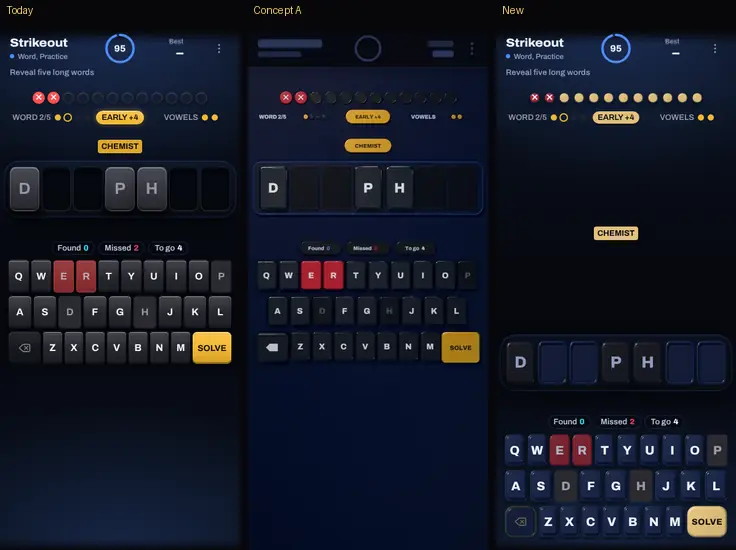 Today
Strikeout
Word, Practice
95
Best
–
Reveal five long words
WORD 2/5
EARLY +4
VOWELS
CHEMIST
D P H
Found 0
Missed 2
To go 4
Q W E R T Y U I O P
A S D F G H J K L
Z X C V B N M SOLVE
Concept A
WORD 2/5
EARLY +4
VOWELS
CHEMIST
D P H
Found 0
Missed 2
To go 4
Q W E R T Y U I O P
A S D F G H J K L
Z X C V B N M SOLVE
New
Strikeout
Word, Practice
95
Best
–
Reveal five long words
WORD 2/5
EARLY +4
VOWELS
CHEMIST
D P H
Found 0
Missed 2
To go 4
Q W E R T Y U I O P
A S D F G H J K L
Z X C V B N M SOLVE